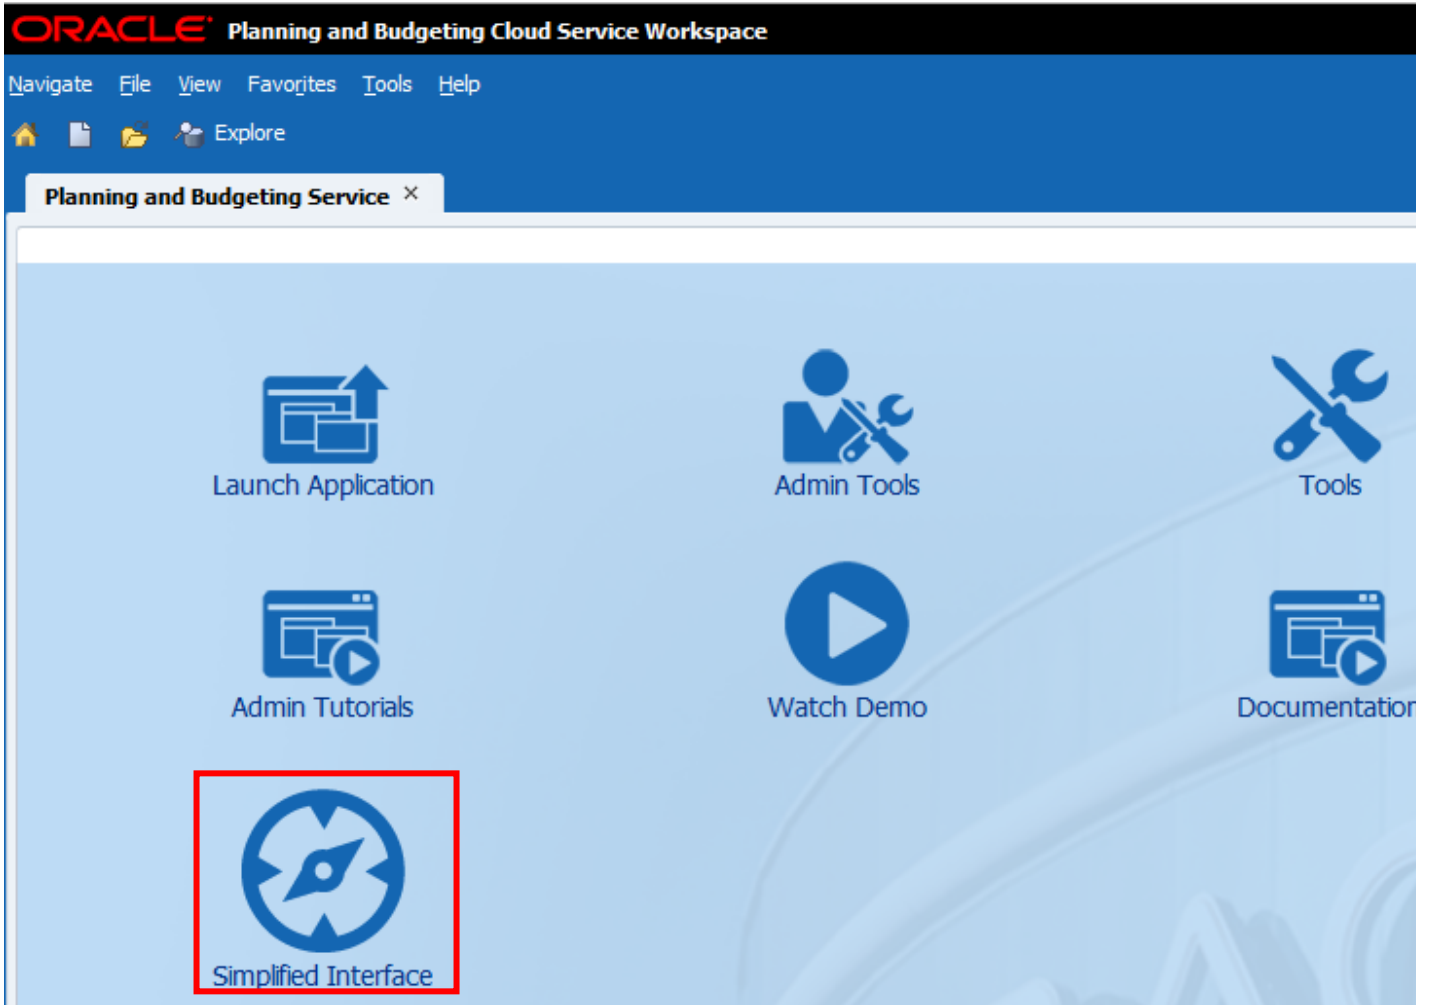 ORACLE Planning and Budgeting Cloud Service Workspace
Navigate File View Favorites Tools Help
Explore
Planning and Budgeting Service ×
Launch Application Admin Tools Tools
Admin Tutorials Watch Demo Documentation
Simplified Interface